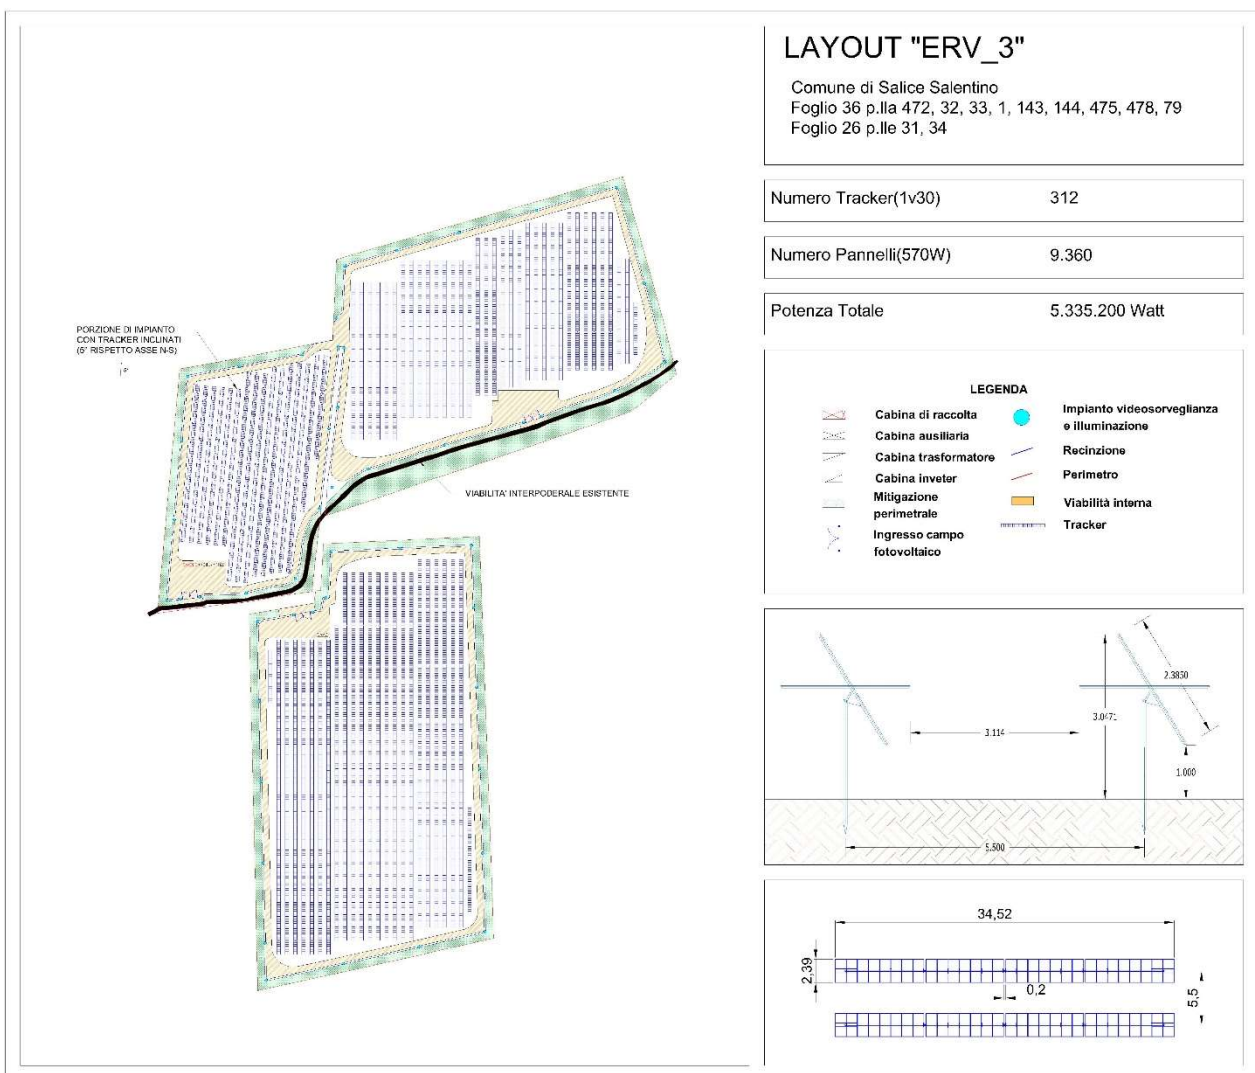 LAYOUT "ERV_3"
Comune di Salice Salentino
Foglio 36 p.lla 472, 32, 33, 1, 143, 144, 475, 478, 79
Foglio 26 p.lle 31, 34
Numero Tracker(1v30) 312
Numero Pannelli(570W) 9.360
Potenza Totale 5.335.200 Watt
PORZIONE DI IMPIANTO
CON TRACKER INCLINATI
(5° RISPETTO ASSE N-S)
VIABILITA' INTERPODERALE ESISTENTE
LEGENDA
Cabina di raccolta
Cabina ausiliaria
Cabina trasformatore
Cabina inveter
Mitigazione
perimetrale
Ingresso campo
fotovoltaico
Impianto videosorveglianza
e illuminazione
Recinzione
Perimetro
Viabilità interna
Tracker
2.3850
3.0471
3.114
1.000
5.500
34,52
2,39
0,2
5,5